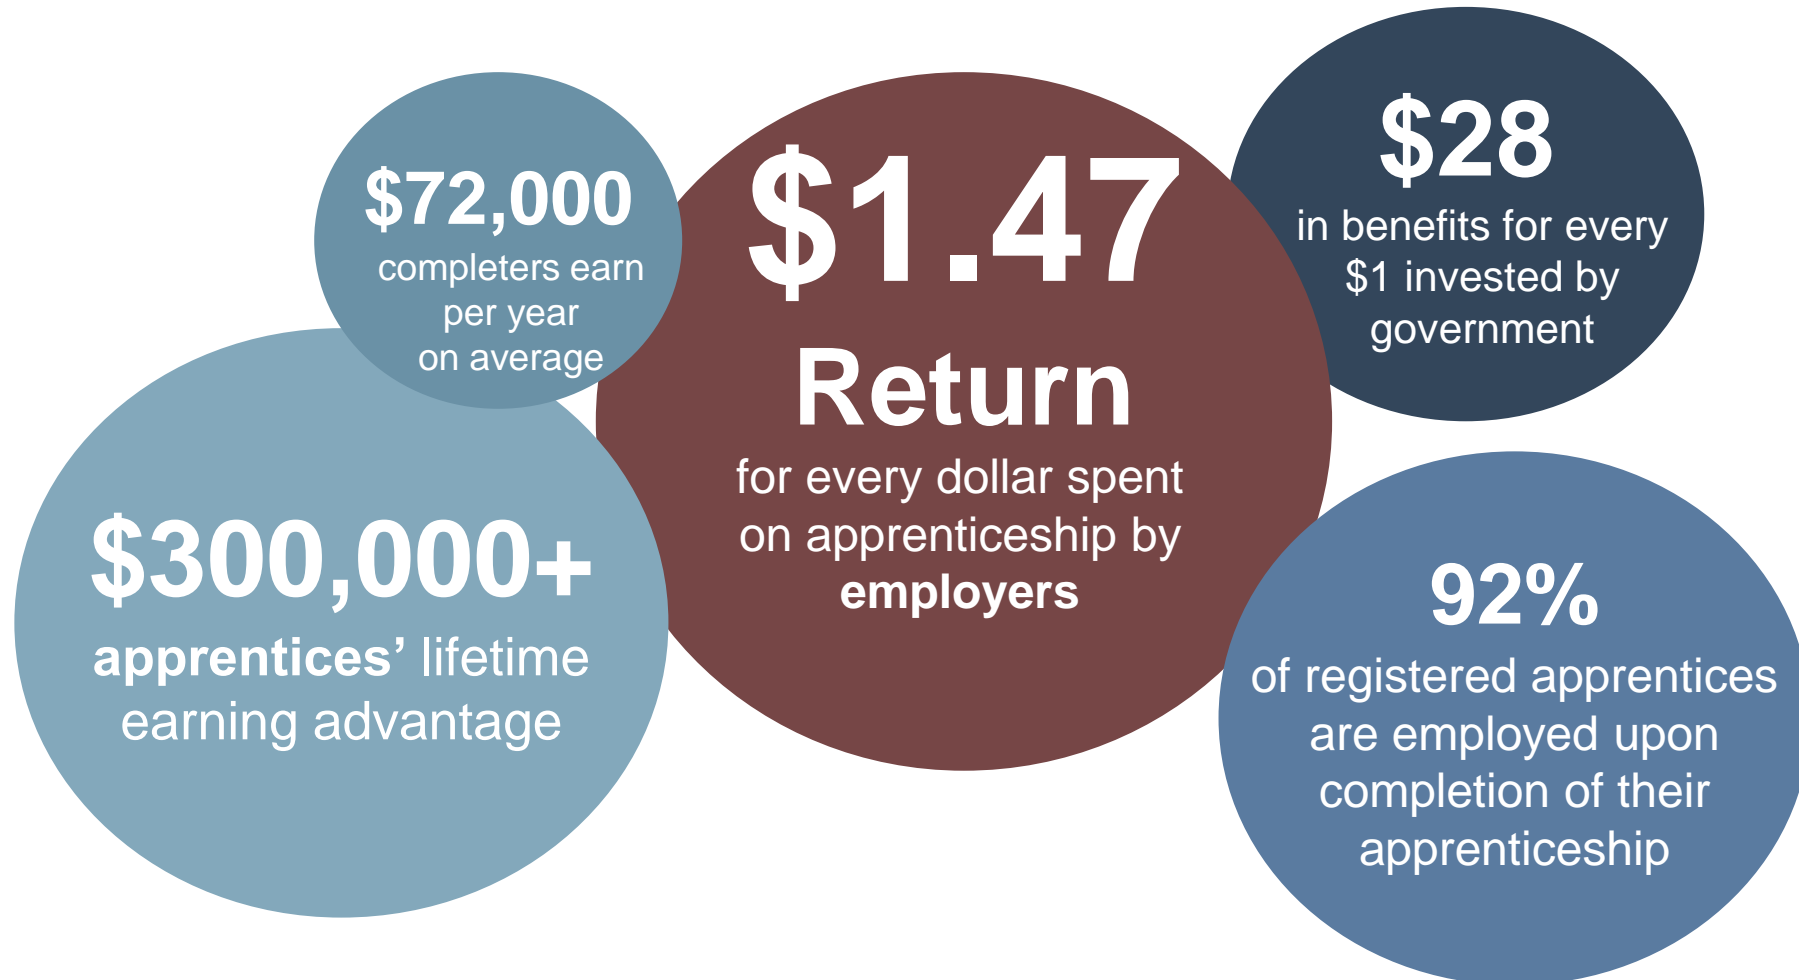 $72,000
completers earn
per year
on average
$300,000+
apprentices’ lifetime
earning advantage
$1.47
Return
for every dollar spent
on apprenticeship by
employers
$28
in benefits for every
$1 invested by
government
92%
of registered apprentices
are employed upon
completion of their
apprenticeship